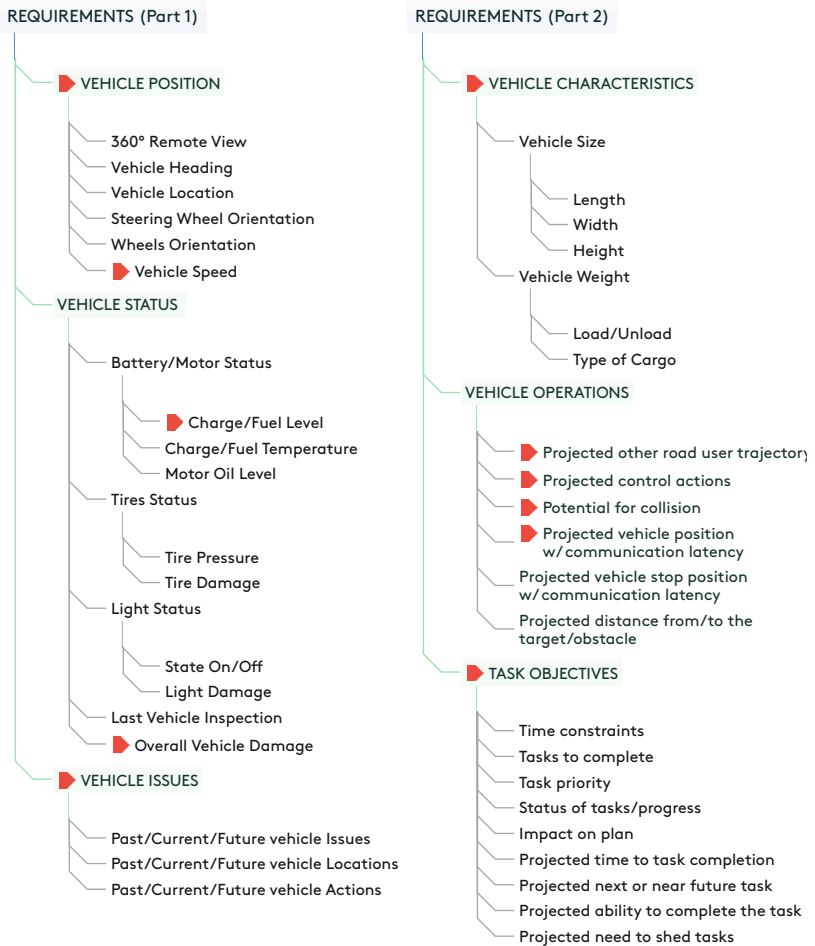 REQUIREMENTS (Part 1)
VEHICLE POSITION
360° Remote View
Vehicle Heading
Vehicle Location
Steering Wheel Orientation
Wheels Orientation
Vehicle Speed
VEHICLE STATUS
Battery/Motor Status
Charge/Fuel Level
Charge/Fuel Temperature
Motor Oil Level
Tires Status
Tire Pressure
Tire Damage
Light Status
State On/Off
Light Damage
Last Vehicle Inspection
Overall Vehicle Damage
VEHICLE ISSUES
Past/Current/Future vehicle Issues
Past/Current/Future vehicle Locations
Past/Current/Future vehicle Actions
REQUIREMENTS (Part 2)
VEHICLE CHARACTERISTICS
Vehicle Size
Length
Width
Height
Vehicle Weight
Load/Unload
Type of Cargo
VEHICLE OPERATIONS
Projected other road user trajectory
Projected control actions
Potential for collision
Projected vehicle position
w/communication latency
Projected vehicle stop position
w/communication latency
Projected distance from/to the
target/obstacle
TASK OBJECTIVES
Time constraints
Tasks to complete
Task priority
Status of tasks/progress
Impact on plan
Projected time to task completion
Projected next or near future task
Projected ability to complete the task
Projected need to shed tasks